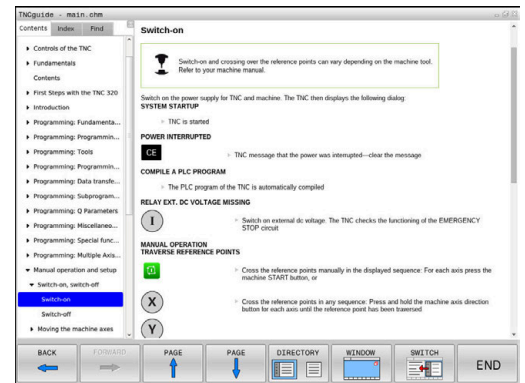 TNCguide - main.chm
Contents Index Find
Controls of the TNC
Fundamentals
Contents
First Steps with the TNC 320
Introduction
Programming: Fundamenta...
Programming: Programmin...
Programming: Tools
Programming: Programmin...
Programming: Data transfe...
Programming: Subprogram...
Programming: Q Parameters
Programming: Miscellaneo...
Programming: Special func...
Programming: Multiple Axis...
Manual operation and setup
Switch-on, switch-off
Switch-on
Switch-off
Moving the machine axes
Switch-on
Switch-on and crossing over the reference points can vary depending on the machine tool.
Refer to your machine manual.
Switch on the power supply for TNC and machine. The TNC then displays the following dialog:
SYSTEM STARTUP
TNC is started
POWER INTERRUPTED
CE
TNC message that the power was interrupted—clear the message
COMPILE A PLC PROGRAM
The PLC program of the TNC is automatically compiled
RELAY EXT. DC VOLTAGE MISSING
I
Switch on external dc voltage. The TNC checks the functioning of the EMERGENCY
STOP circuit
MANUAL OPERATION
TRAVERSE REFERENCE POINTS
Cross the reference points manually in the displayed sequence: For each axis press the
machine START button, or
X
Cross the reference points in any sequence: Press and hold the machine axis direction
button for each axis until the reference point has been traversed
Y
BACK FORWARD PAGE PAGE DIRECTORY WINDOW SWITCH END